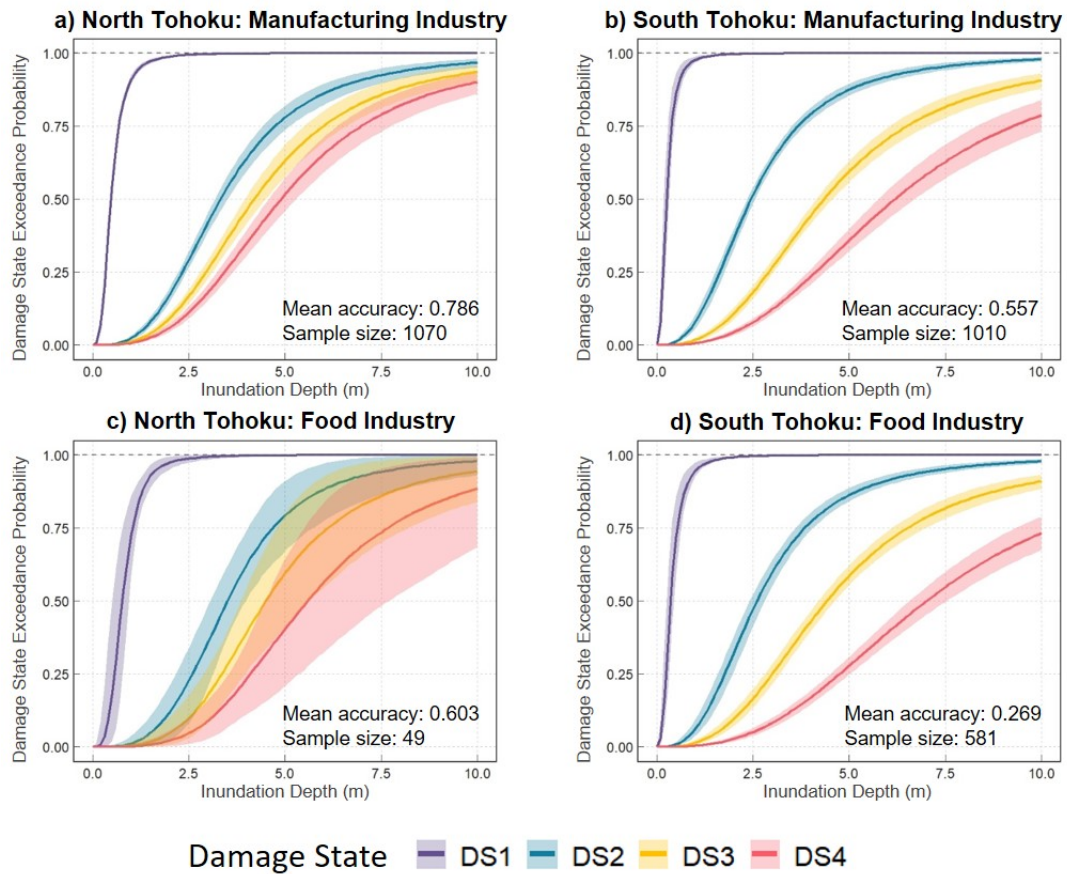 a) North Tohoku: Manufacturing Industry
Damage State Exceedance Probability
1.00
0.75
0.50
0.25
0.00
Mean accuracy: 0.786
Sample size: 1070
0.0 2.5 5.0 7.5 10.0
Inundation Depth (m)
b) South Tohoku: Manufacturing Industry
Damage State Exceedance Probability
1.00
0.75
0.50
0.25
0.00
Mean accuracy: 0.557
Sample size: 1010
0.0 2.5 5.0 7.5 10.0
Inundation Depth (m)
c) North Tohoku: Food Industry
Damage State Exceedance Probability
1.00
0.75
0.50
0.25
0.00
Mean accuracy: 0.603
Sample size: 49
0.0 2.5 5.0 7.5 10.0
Inundation Depth (m)
d) South Tohoku: Food Industry
Damage State Exceedance Probability
1.00
0.75
0.50
0.25
0.00
Mean accuracy: 0.269
Sample size: 581
0.0 2.5 5.0 7.5 10.0
Inundation Depth (m)
Damage State DS1 DS2 DS3 DS4